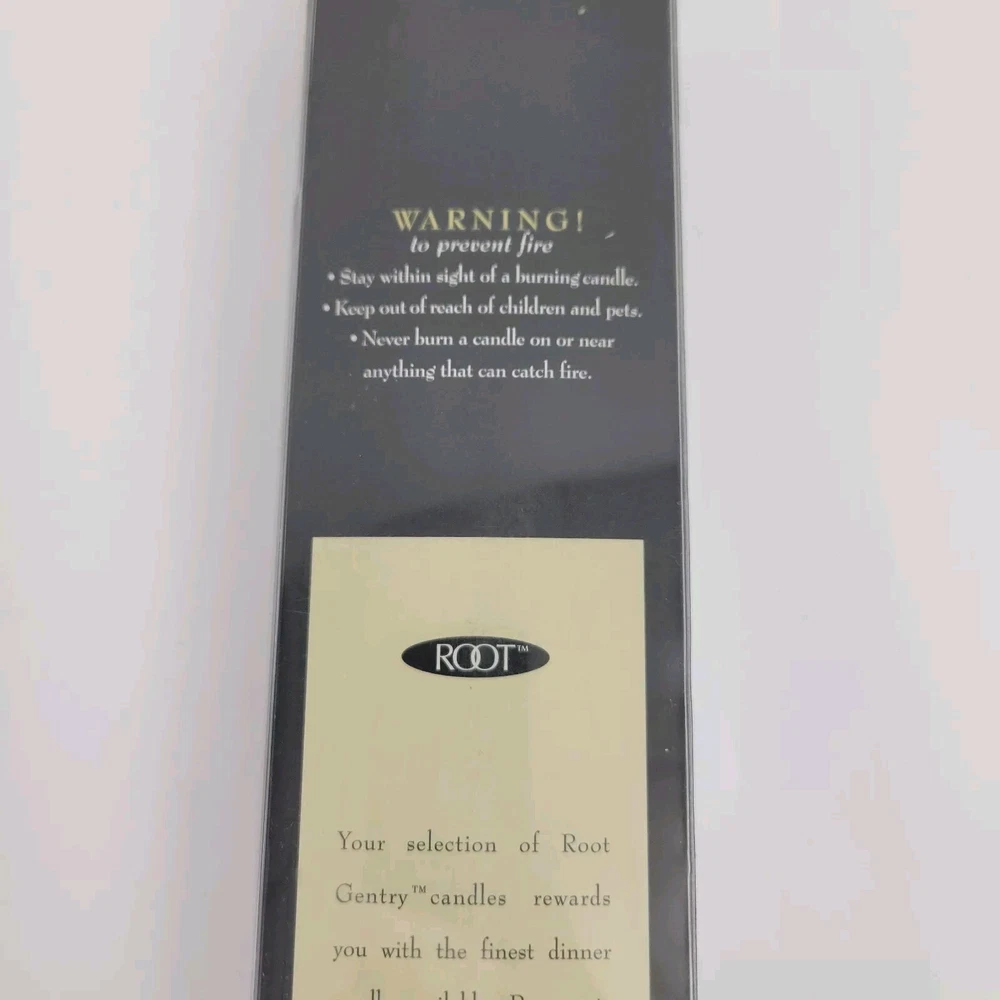 WARNING!
to prevent fire
• Stay within sight of a burning candle.
• Keep out of reach of children and pets.
• Never burn a candle on or near
anything that can catch fire.
ROOT™
Your selection of Root
Gentry™ candles rewards
you with the finest dinner